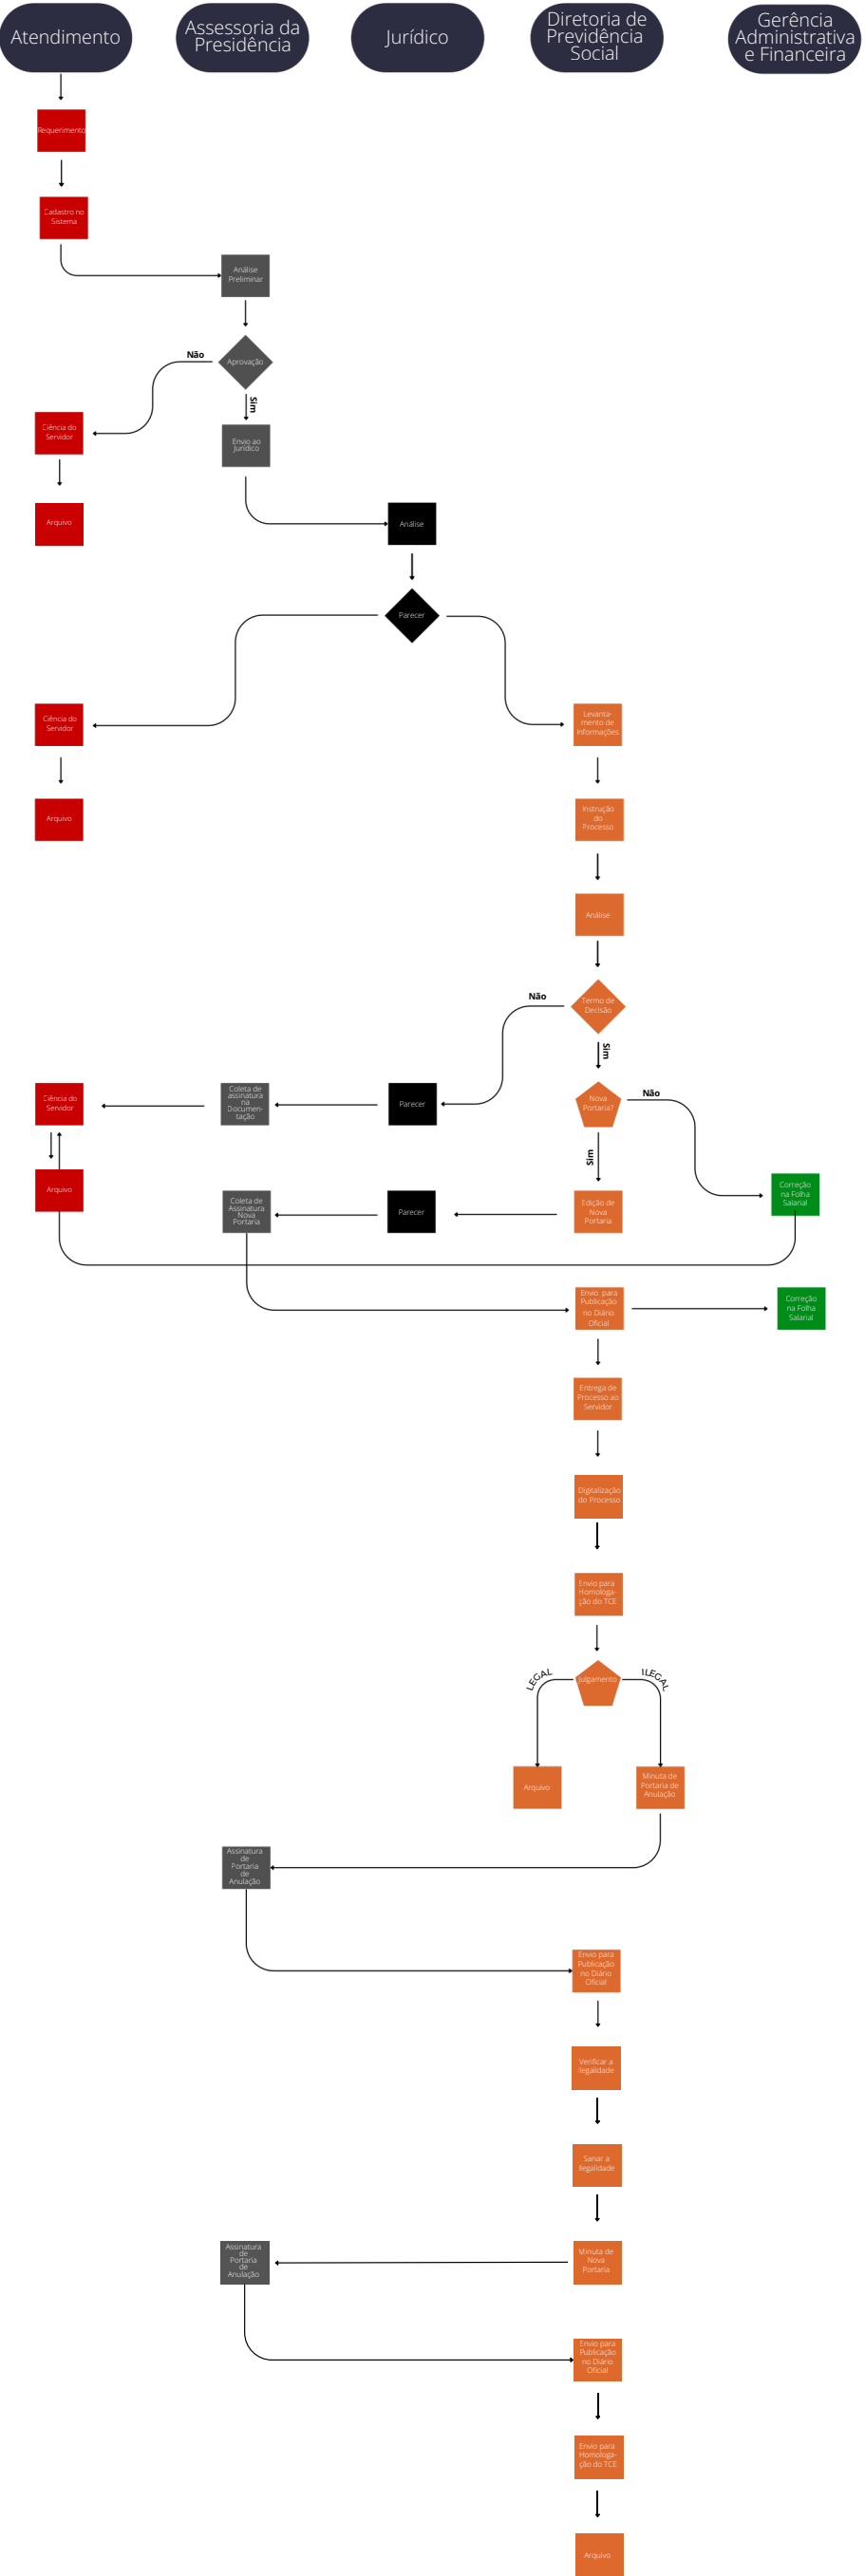 Atendimento
Assessoria da
Presidência
Jurídico
Diretoria de
Previdência
Social
Gerência
Administrativa
e Financeira
Requerimento
Cadastro no
Sistema
Análise
Preliminar
Aprovação
Não
Sim
Ciência do
Servidor
Envio ao
Jurídico
Arquivo
Análise
Parecer
Ciência do
Servidor
Levanta-
mento de
Informações
Arquivo
Instrução
do
Processo
Análise
Termo de
Decisão
Não
Sim
Ciência do
Servidor
Coleta de
assinatura
na
Documen-
tação
Parecer
Nova
Portaria?
Não
Sim
Arquivo
Coleta de
Assinatura
Nova
Portaria
Parecer
Edição de
Nova
Portaria
Correção
na Folha
Salarial
Envio para
Publicação
no Diário
Oficial
Correção
na Folha
Salarial
Entrega de
Processo ao
Servidor
Digitalização
do Processo
Envio para
Homologa-
ção do TCE
Julgamento
LEGAL
ILEGAL
Arquivo
Minuta de
Portaria de
Anulação
Assinatura
de
Portaria
de
Anulação
Envio para
Publicação
no Diário
Oficial
Verificar a
Ilegalidade
Sanar a
Ilegalidade
Assinatura
de
Portaria
de
Anulação
Minuta de
Nova
Portaria
Envio para
Publicação
no Diário
Oficial
Envio para
Homologa-
ção do TCE
Arquivo